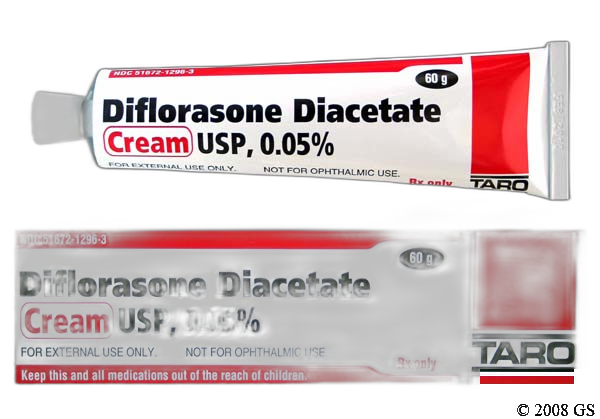 NDC 51672-1296-3
60 g
Diflorasone Diacetate
Cream USP, 0.05%
FOR EXTERNAL USE ONLY. NOT FOR OPHTHALMIC USE.
Rx only
TARO
NDC 51672-1296-3
60 g
Diflorasone Diacetate
Cream USP, 0.05%
FOR EXTERNAL USE ONLY. NOT FOR OPHTHALMIC USE
Rx only
TARO
Keep this and all medications out of the reach of children.
© 2008 GS